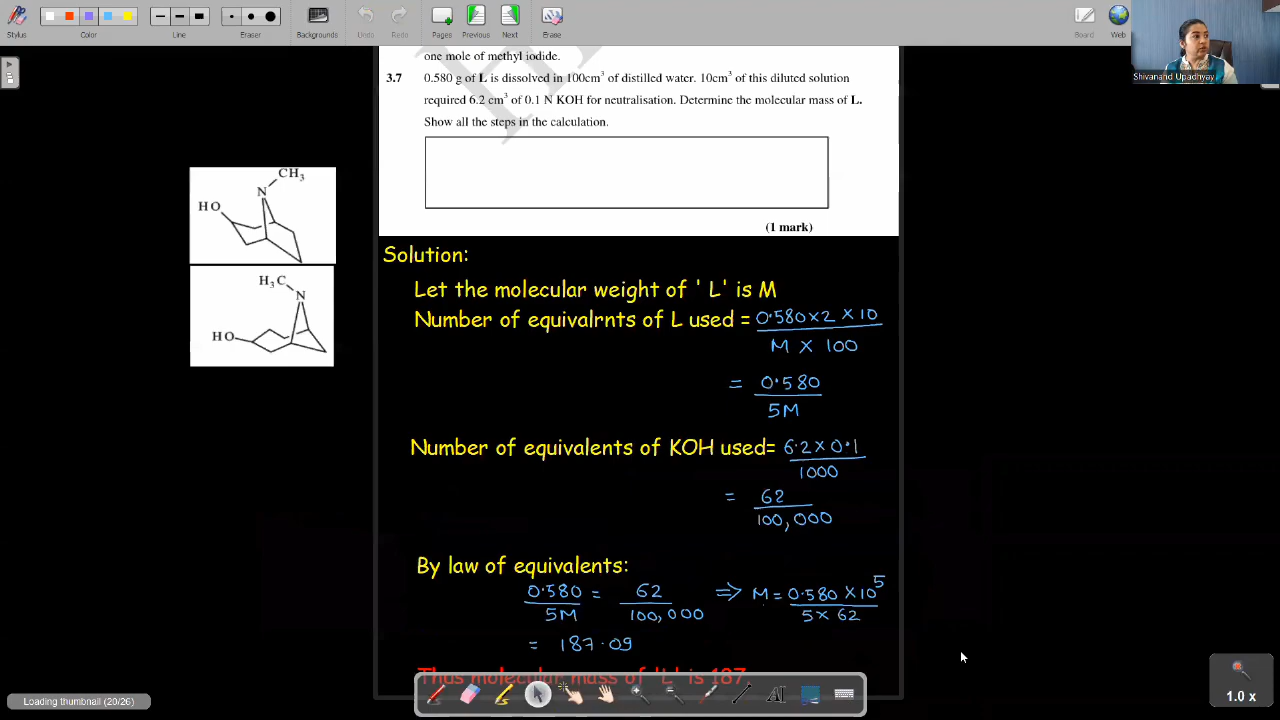 Stylus Color Line Eraser Backgrounds Undo Redo Pages Previous Next Erase Board Web
Shivanand Upadhyay
one mole of methyl iodide.
3.7 0.580 g of L is dissolved in 100cm³ of distilled water. 10cm³ of this diluted solution
required 6.2 cm³ of 0.1 N KOH for neutralisation. Determine the molecular mass of L.
Show all the steps in the calculation.
(1 mark)
CH₃
N
HO
H₃C
N
HO
Solution:
Let the molecular weight of ' L' is M
Number of equivalrnts of L used = 0.580×2 × 10
M × 100
= 0.580
5M
Number of equivalents of KOH used= 6.2 × 0.1
1000
= 62
100,000
By law of equivalents:
0.580 = 62 ⇒ M = 0.580 × 10⁵
5M 100,000 5 × 62
= 187.09
Thus molecular mass of 'L' is 187
Loading thumbnail (20/26)
1.0 x